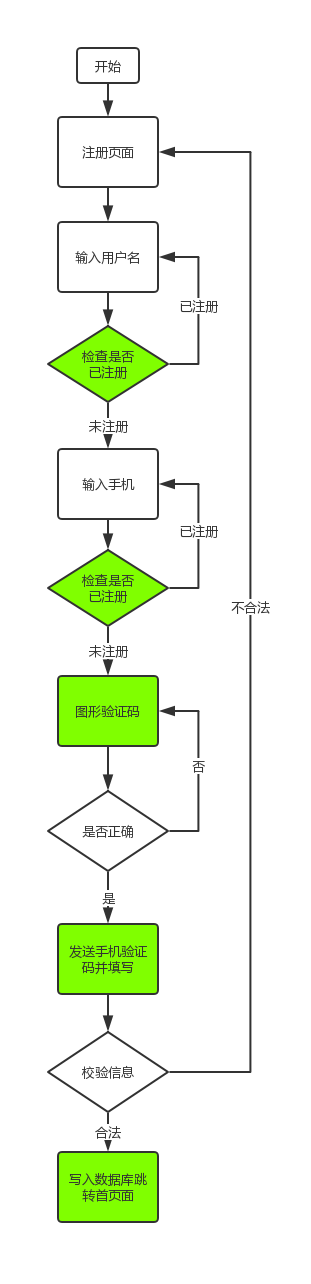 开始
注册页面
输入用户名
已注册
检查是否
已注册
未注册
输入手机
已注册
检查是否
已注册
不合法
未注册
图形验证码
否
是否正确
是
发送手机验证
码并填写
校验信息
合法
写入数据库跳
转首页面